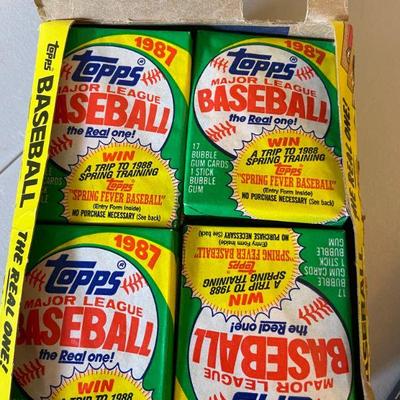 topps
BASEBALL
THE REAL ONE!
1987
topps®
MAJOR LEAGUE
BASEBALL
the Real one!
WIN
A TRIP TO 1988
SPRING TRAINING
Topps
"SPRING FEVER BASEBALL"
(Entry Form Inside)
NO PURCHASE NECESSARY (See back)
1987
topps®
MAJOR LEAGUE
BASEBALL
the Real one!
17
BUBBLE
GUM CARDS
1 STICK
BUBBLE
GUM
WIN
A TRIP TO 1988
SPRING TRAINING
Topps
"SPRING FEVER BASEBALL"
(Entry Form Inside)
NO PURCHASE NECESSARY (See back)
1987
topps®
MAJOR LEAGUE
BASEBALL
the Real one!
WIN
A TRIP TO 1988
MAJOR LEAGUE
BASEBALL
the Real one!
17
BUBBLE
GUM CARDS
1 STICK
BUBBLE
GUM
WIN
A TRIP TO 1988
SPRING TRAINING
Topps
"SPRING FEVER BASEBALL"
(Entry Form Inside)
NO PURCHASE NECESSARY (See back)